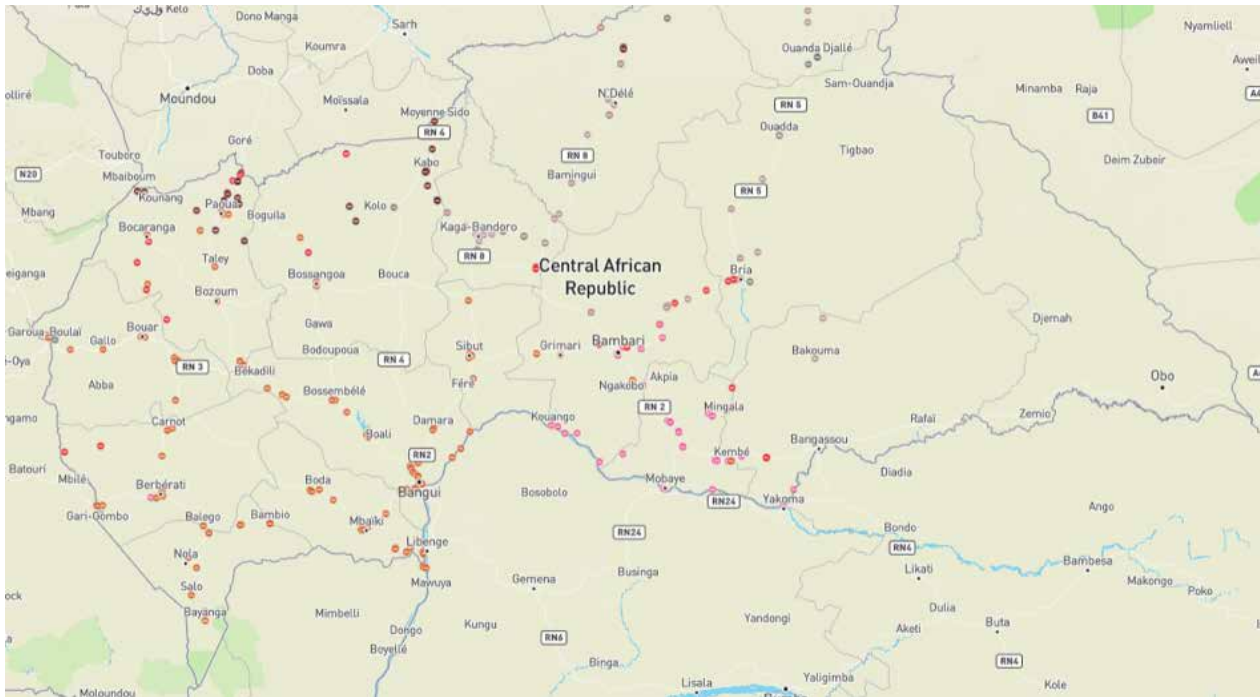 Kelo
Dono Manga
Sarh
Nyamliell
Koumra
Ouanda Djallé
Doba
Aweil
Sam-Ouandja
Moundou
N'Délé
Minamba
Raja
Moïssala
Moyenne Sido
RN 5
B41
RN 4
Ouadda
Goré
Tigbao
Touboro
RN 8
Kabo
Deim Zubeir
N20
Mbaiboum
Bamingui
Kounang
RN 5
Mbang
Paoua
Boguila
Kolo
Bocaranga
Kaga-Bandoro
RN 8
Taley
Central African
Republic
Bria
eiganga
Bossangoa
Bouca
Bozoum
Djemah
Garoua-Boulaï
Bouar
Gawa
Gallo
Bambari
Bodoupoua
Sibut
Grimari
Bakouma
RN 4
RN 3
Békadili
Obo
Abba
Ngakobo
Akpia
Féré
Bossembélé
RN 2
Mingala
Kouango
Zemio
Rafaï
ngamo
Carnot
Damara
Boali
Bangassou
RN2
Kembé
Batouri
Diadia
Mbilé
Mobaye
Boda
Bangui
Bosobolo
Berbérati
RN24
Yakoma
Ango
Gari-Gombo
Balego
Bambio
Mbaïki
Bondo
RN24
Libenge
RN4
Nola
Bambesa
Businga
Likati
Gemena
Mawuya
Makongo
Salo
Poko
Bayanga
Mimbelli
Kungu
Yandongi
Dulia
Dongo
Aketi
Buta
RN6
Boyellé
Binga
RN4
Yaligimba
Kole
Lisala
Moloundou